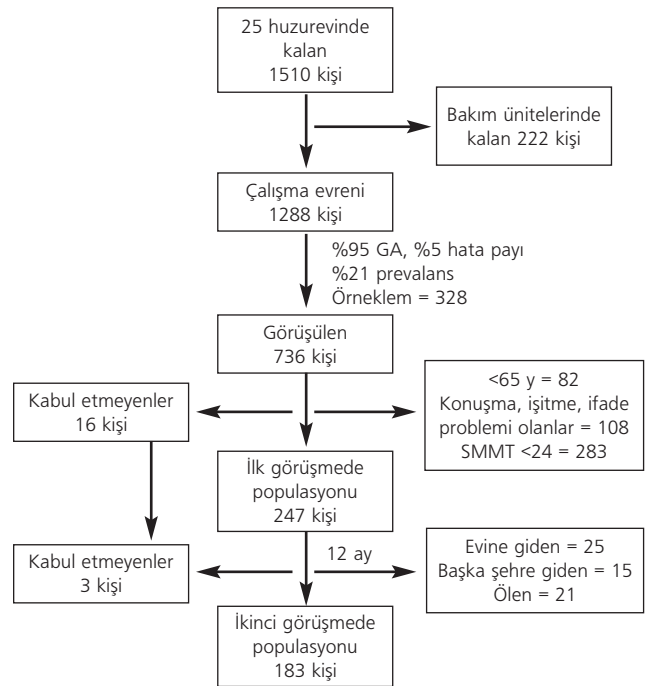 25 huzurevinde
kalan
1510 kişi
Bakım ünitelerinde
kalan 222 kişi
Çalışma evreni
1288 kişi
%95 GA, %5 hata payı
%21 prevalans
Örneklem = 328
Görüşülen
736 kişi
Kabul etmeyenler
16 kişi
<65 y = 82
Konuşma, işitme, ifade
problemi olanlar = 108
SMMT <24 = 283
İlk görüşmede
populasyonu
247 kişi
12 ay
Kabul etmeyenler
3 kişi
Evine giden = 25
Başka şehre giden = 15
Ölen = 21
İkinci görüşmede
populasyonu
183 kişi